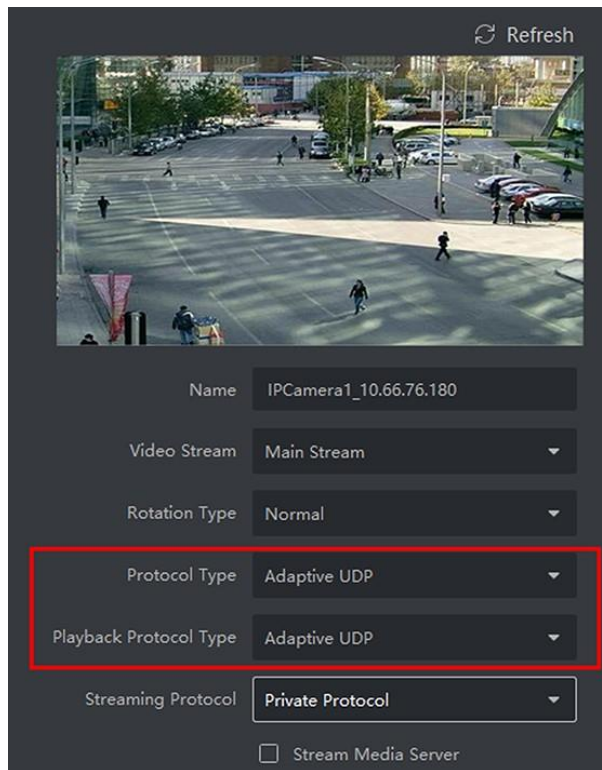 Refresh
Name IPCamera1_10.66.76.180
Video Stream Main Stream
Rotation Type Normal
Protocol Type Adaptive UDP
Playback Protocol Type Adaptive UDP
Streaming Protocol Private Protocol
Stream Media Server